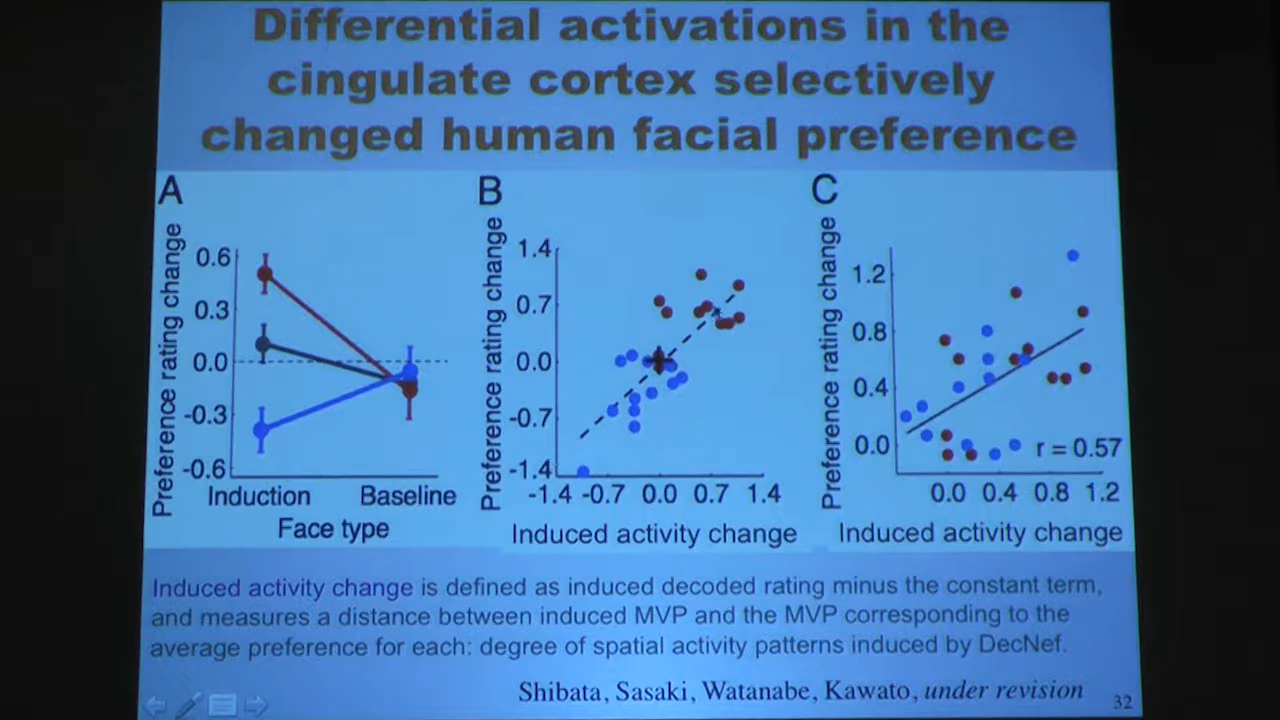 Differential activations in the
cingulate cortex selectively
changed human facial preference
A
Preference rating change
0.6
0.3
0.0
-0.3
-0.6
Induction Baseline
Face type
B
Preference rating change
1.4
0.7
0.0
-0.7
-1.4
-1.4 -0.7 0.0 0.7 1.4
Induced activity change
C
Preference rating change
1.2
0.8
0.4
0.0
r = 0.57
0.0 0.4 0.8 1.2
Induced activity change
Induced activity change is defined as induced decoded rating minus the constant term,
and measures a distance between induced MVP and the MVP corresponding to the
average preference for each: degree of spatial activity patterns induced by DecNef.
Shibata, Sasaki, Watanabe, Kawato, under revision
32